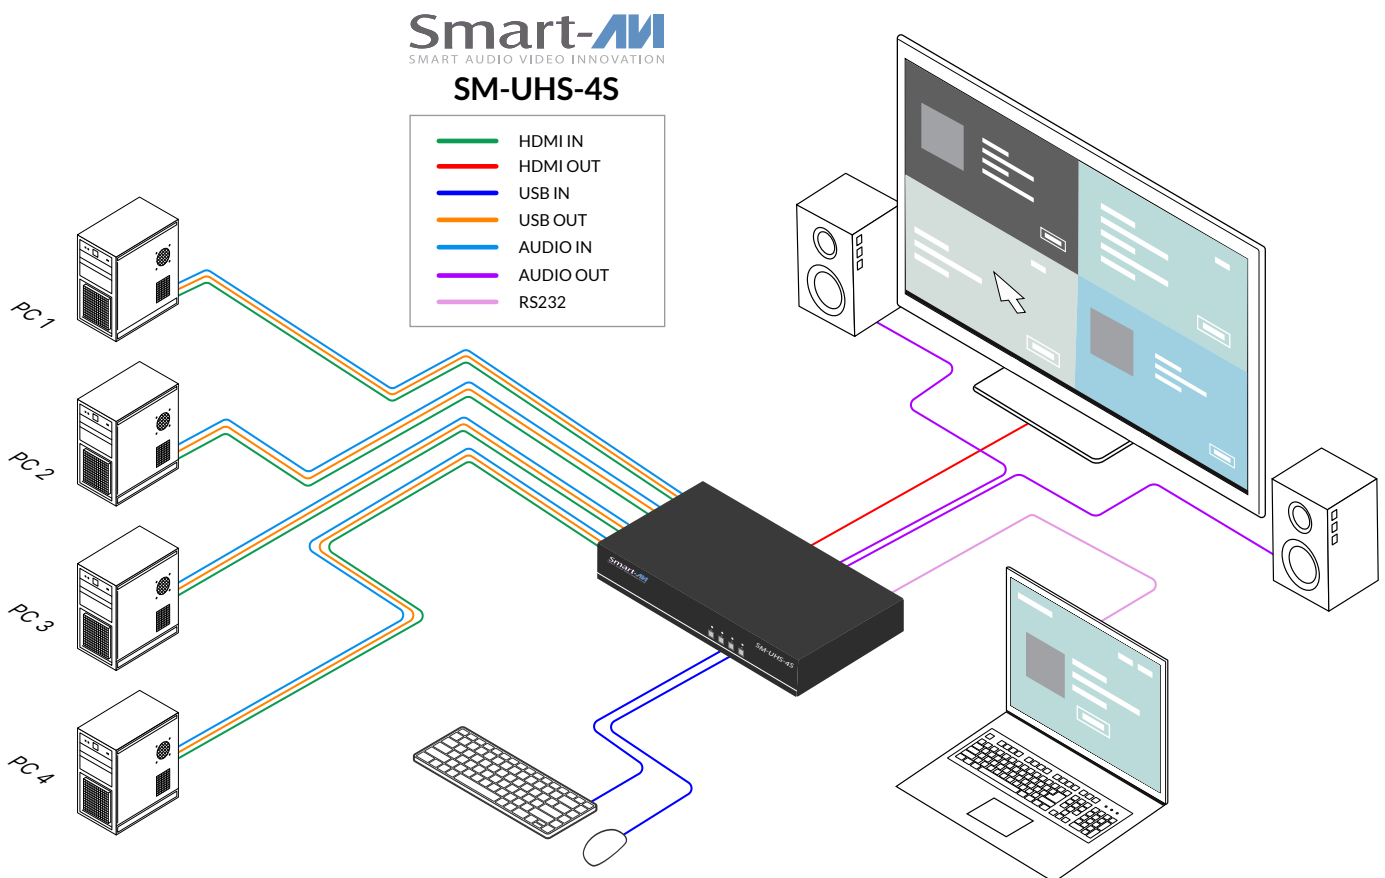 Smart-AVI
SMART AUDIO VIDEO INNOVATION
SM-UHS-4S
HDMI IN
HDMI OUT
USB IN
USB OUT
AUDIO IN
AUDIO OUT
RS232
PC 1
PC 2
PC 3
PC 4
Smart-AVI
SM-UHS-4S